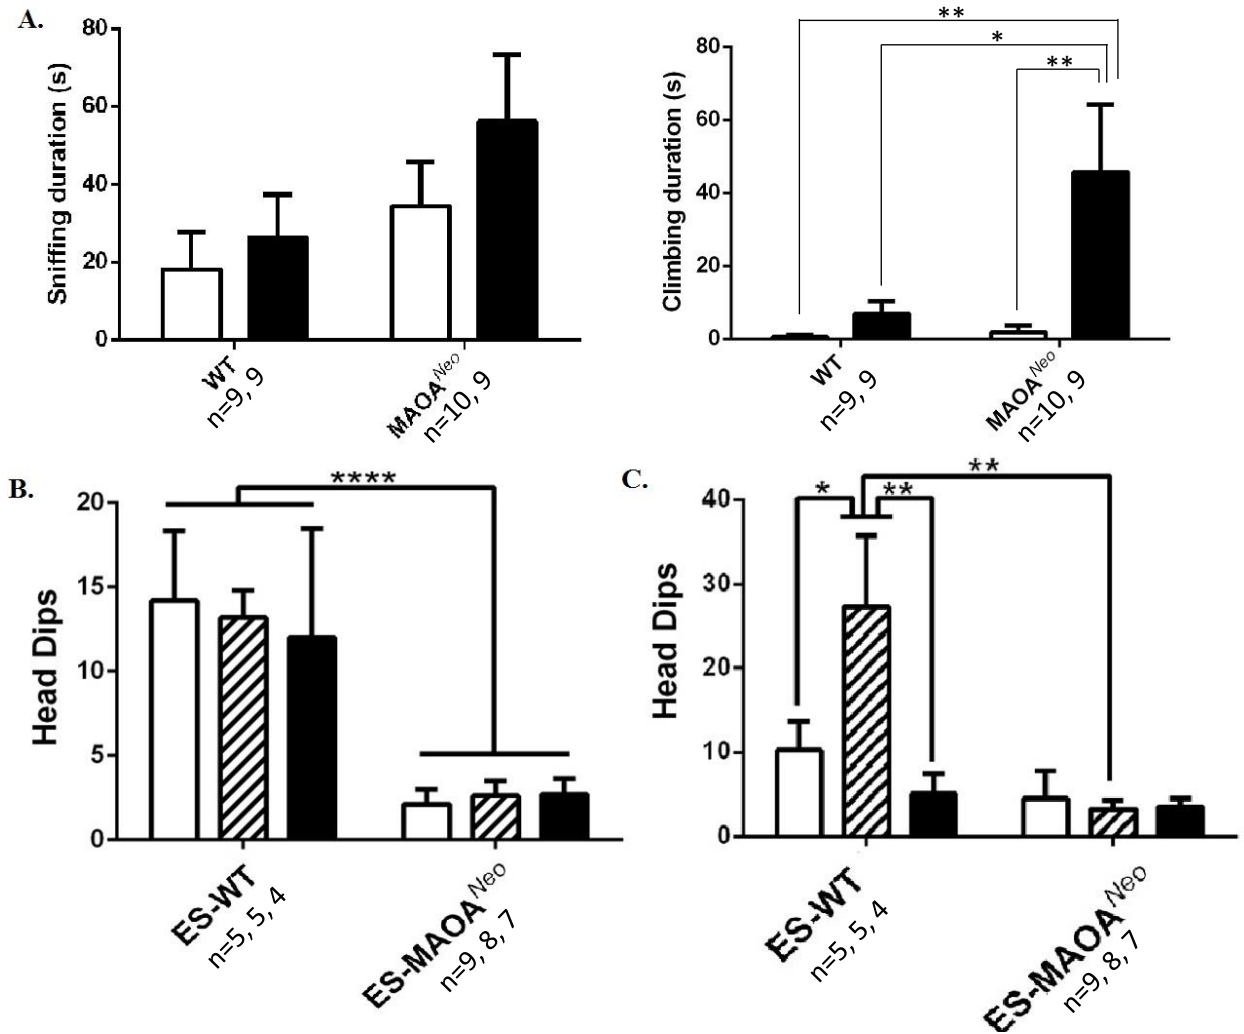 A.
Sniffing duration (s)
80
60
40
20
0
WT
n=9, 9
MAOA^Neo
n=10, 9
**
*
**
Climbing duration (s)
80
60
40
20
0
WT
n=9, 9
MAOA^Neo
n=10, 9
B.
****
Head Dips
20
15
10
5
0
ES-WT
n=5, 5, 4
ES-MAOA^Neo
n=9, 8, 7
C.
**
*
**
Head Dips
40
30
20
10
0
ES-WT
n=5, 5, 4
ES-MAOA^Neo
n=9, 8, 7